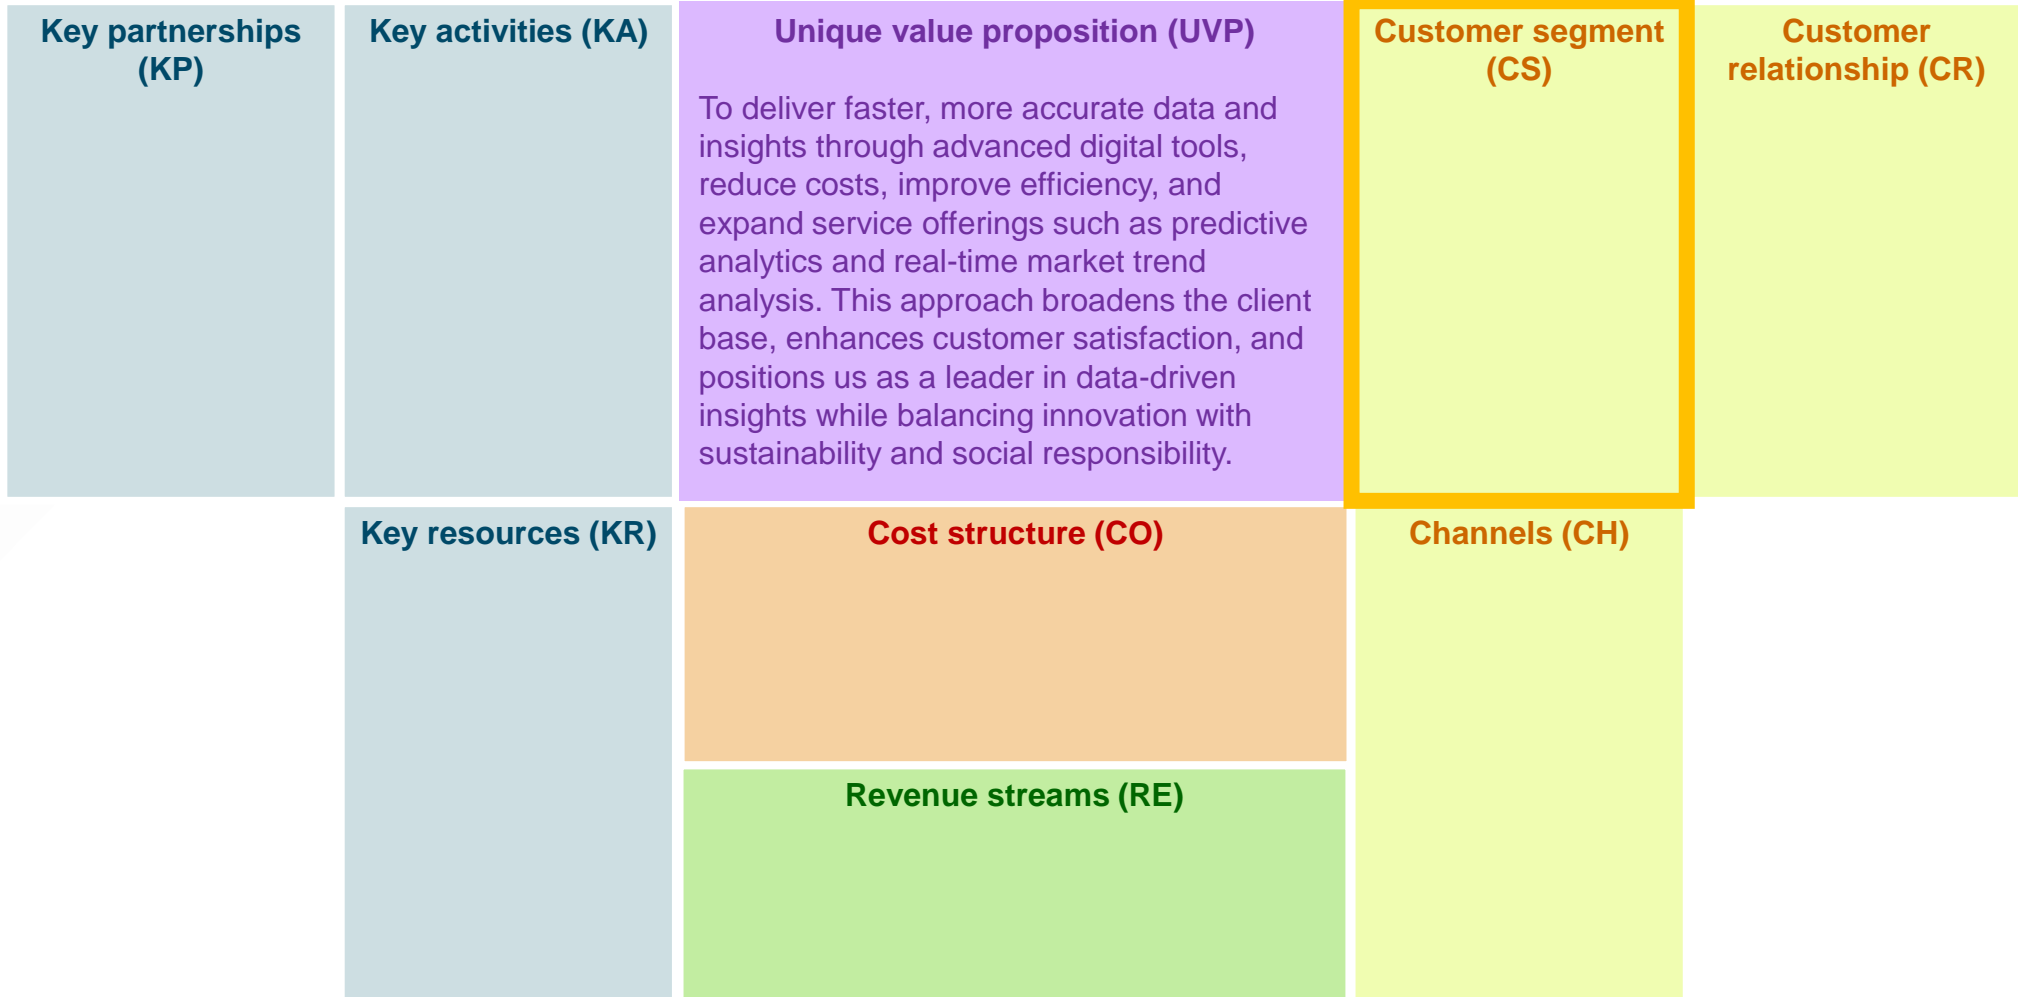 Key partnerships
(KP)
Key activities (KA)
Unique value proposition (UVP)
To deliver faster, more accurate data and
insights through advanced digital tools,
reduce costs, improve efficiency, and
expand service offerings such as predictive
analytics and real-time market trend
analysis. This approach broadens the client
base, enhances customer satisfaction, and
positions us as a leader in data-driven
insights while balancing innovation with
sustainability and social responsibility.
Customer segment
(CS)
Customer
relationship (CR)
Key resources (KR)
Cost structure (CO)
Channels (CH)
Revenue streams (RE)